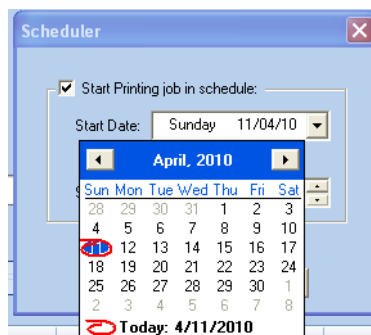 Scheduler
Start Printing job in schedule:
Start Date: Sunday 11/04/10
April, 2010
Sun Mon Tue Wed Thu Fri Sat
28 29 30 31 1 2 3
4 5 6 7 8 9 10
11 12 13 14 15 16 17
18 19 20 21 22 23 24
25 26 27 28 29 30 1
2 3 4 5 6 7 8
Today: 4/11/2010